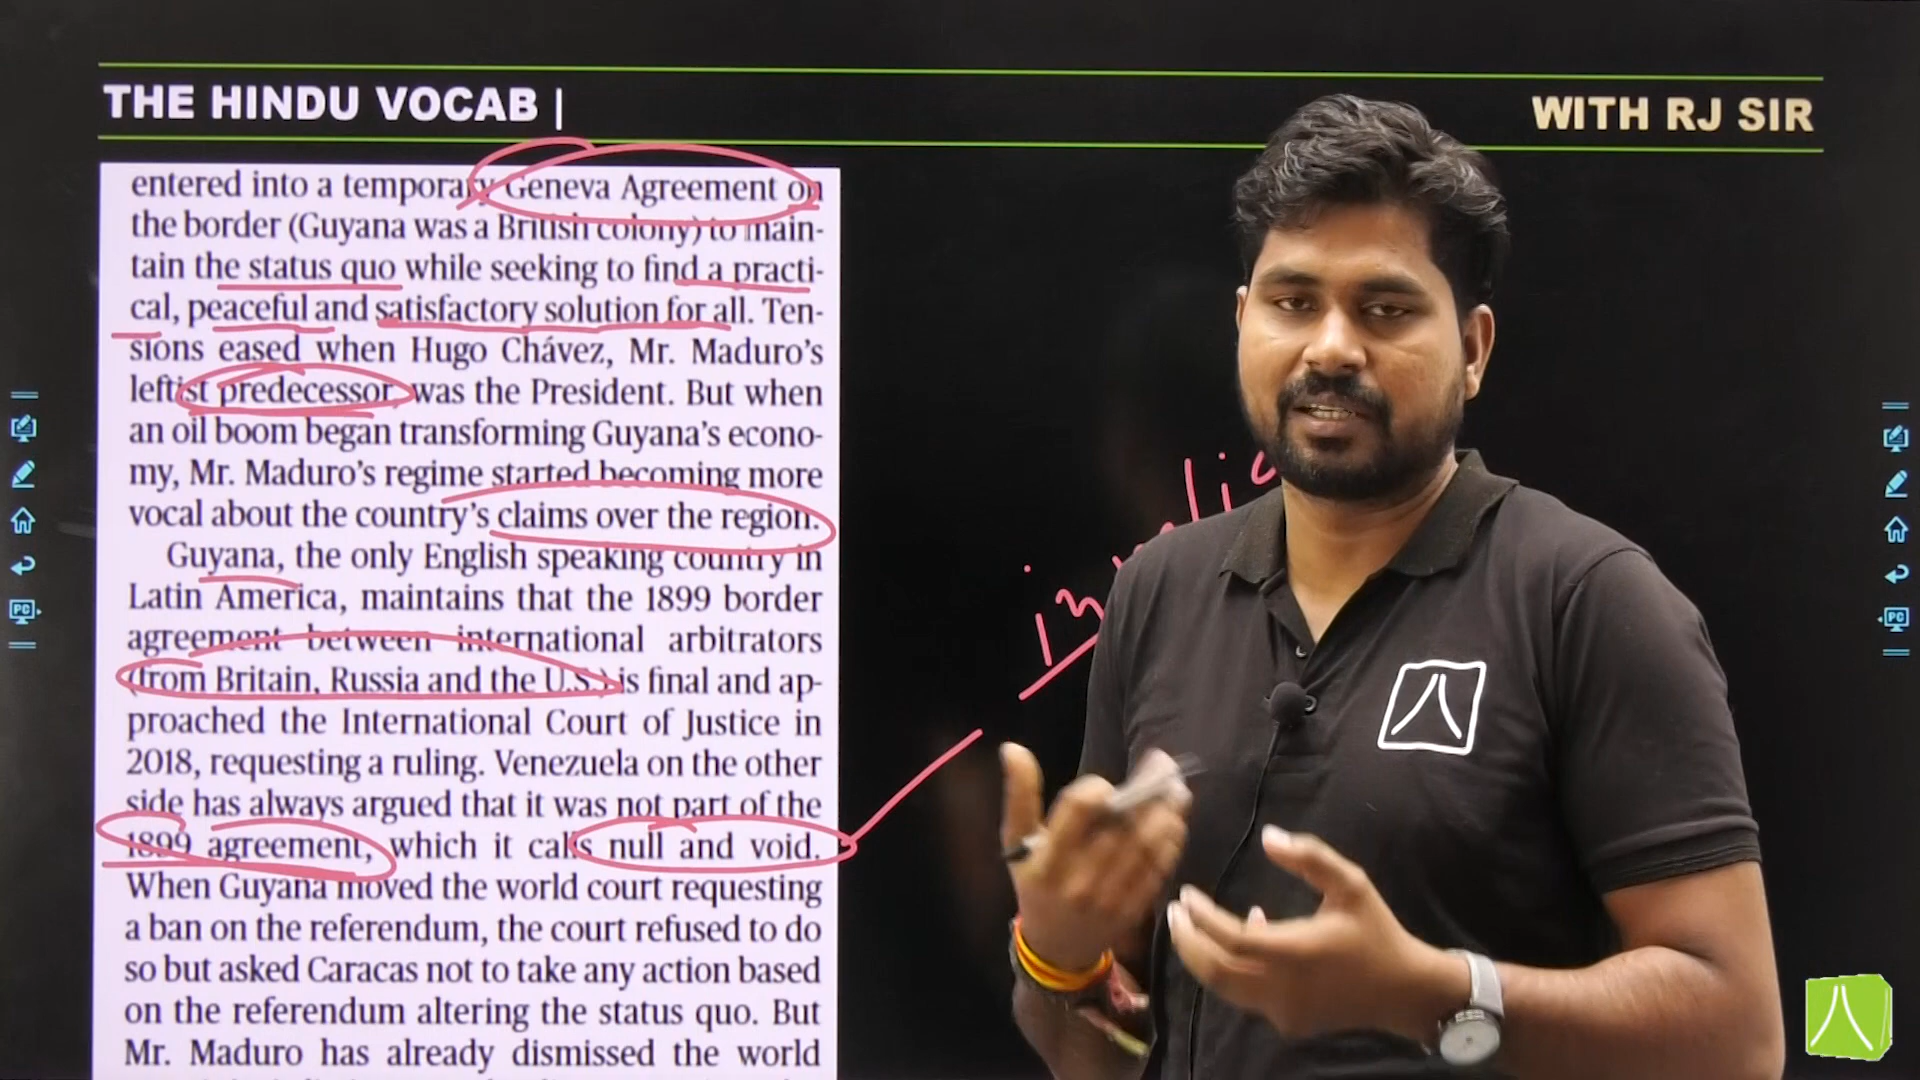 THE HINDU VOCAB |
WITH RJ SIR
entered into a temporary Geneva Agreement on
the border (Guyana was a British colony) to main-
tain the status quo while seeking to find a practi-
cal, peaceful and satisfactory solution for all. Ten-
sions eased when Hugo Chávez, Mr. Maduro's
leftist predecessor, was the President. But when
an oil boom began transforming Guyana's econo-
my, Mr. Maduro's regime started becoming more
vocal about the country's claims over the region.
Guyana, the only English speaking country in
Latin America, maintains that the 1899 border
agreement between international arbitrators
(from Britain, Russia and the U.S.) is final and ap-
proached the International Court of Justice in
2018, requesting a ruling. Venezuela on the other
side has always argued that it was not part of the
1899 agreement, which it calls null and void.
When Guyana moved the world court requesting
a ban on the referendum, the court refused to do
so but asked Caracas not to take any action based
on the referendum altering the status quo. But
Mr. Maduro has already dismissed the world
PC
PC